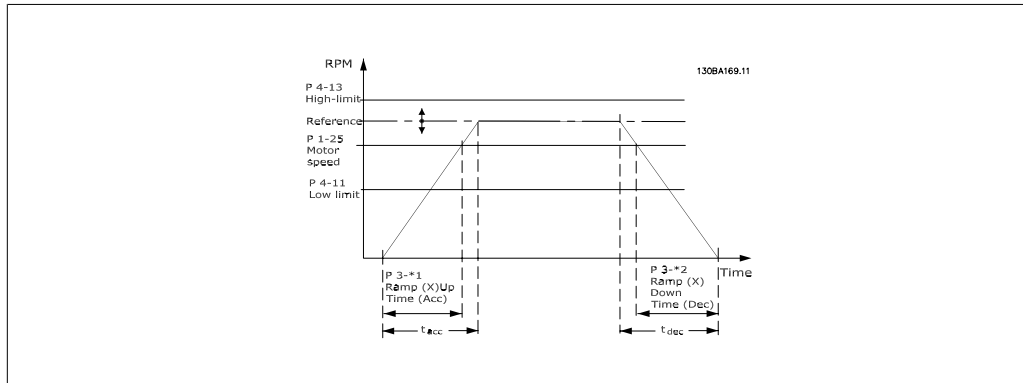 RPM
130BA169.11
P 4-13
High-limit
Reference
P 1-25
Motor
speed
P 4-11
Low limit
Time
P 3-*1
Ramp (X)Up
Time (Acc)
P 3-*2
Ramp (X)
Down
Time (Dec)
tacc
tdec